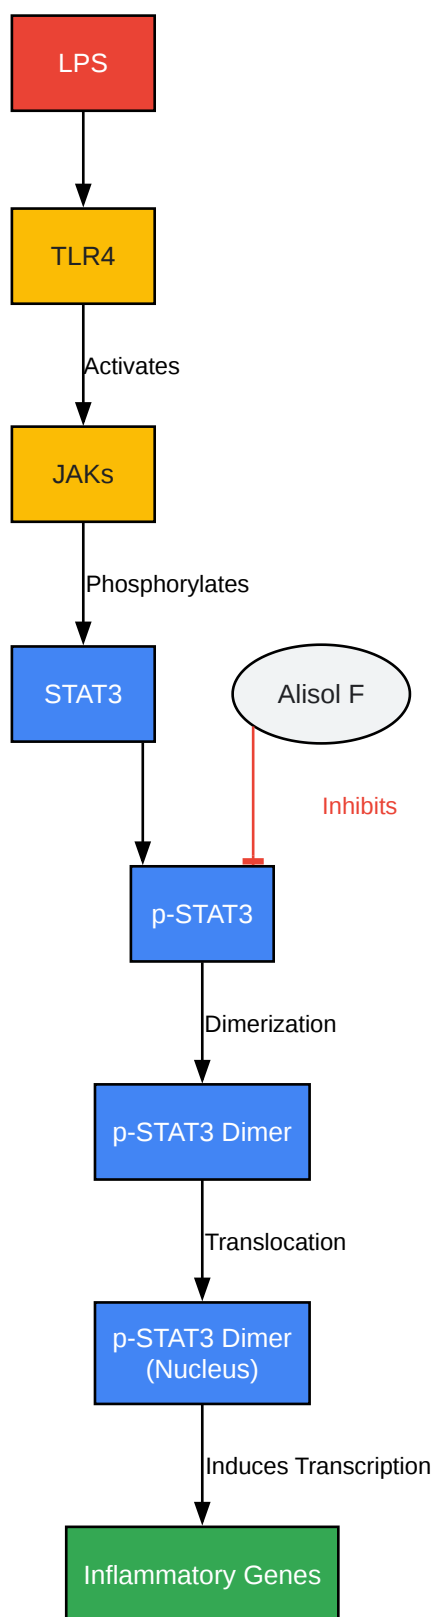 LPS
TLR4
Activates
JAKs
Phosphorylates
STAT3
Alisol F
Inhibits
p-STAT3
Dimerization
p-STAT3 Dimer
Translocation
p-STAT3 Dimer
(Nucleus)
Induces Transcription
Inflammatory Genes